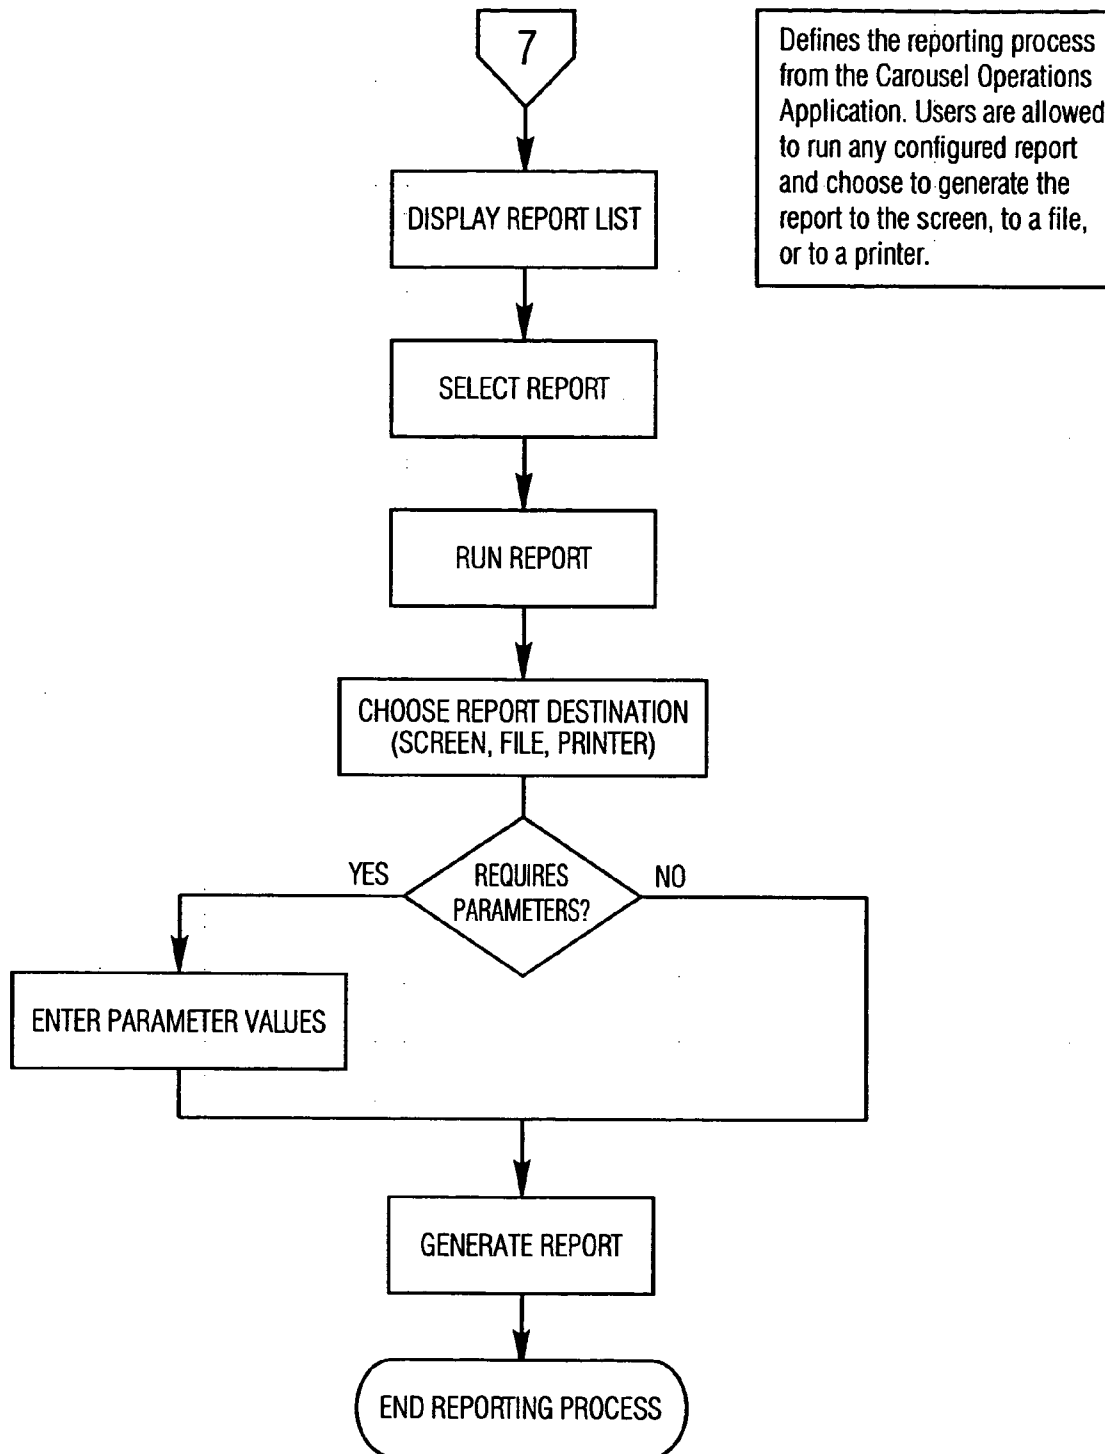 7
Defines the reporting process
from the Carousel Operations
Application. Users are allowed
to run any configured report
and choose to generate the
report to the screen, to a file,
or to a printer.
DISPLAY REPORT LIST
SELECT REPORT
RUN REPORT
CHOOSE REPORT DESTINATION
(SCREEN, FILE, PRINTER)
YES
REQUIRES
PARAMETERS?
NO
ENTER PARAMETER VALUES
GENERATE REPORT
END REPORTING PROCESS